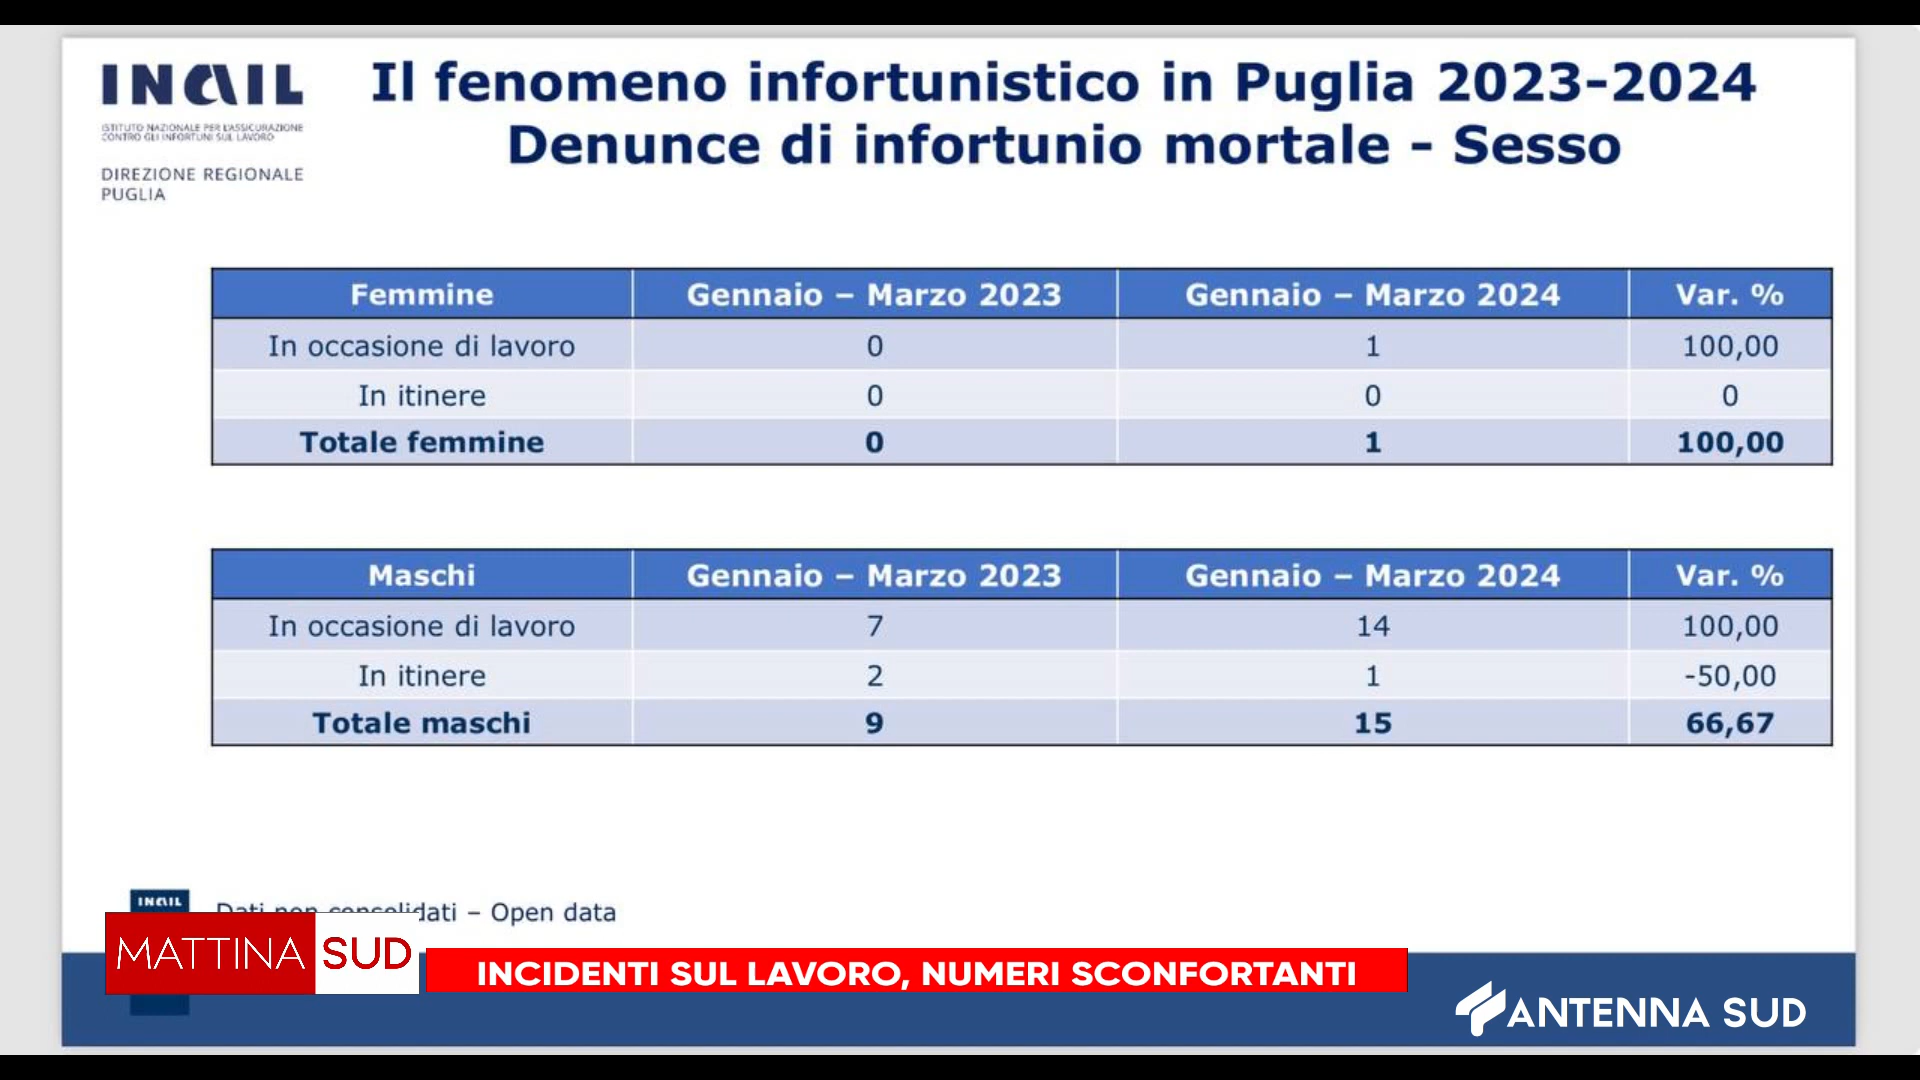 INAIL
ISTITUTO NAZIONALE PER L'ASSICURAZIONE
CONTRO GLI INFORTUNI SUL LAVORO
DIREZIONE REGIONALE
PUGLIA
Il fenomeno infortunistico in Puglia 2023-2024
Denunce di infortunio mortale - Sesso
Femmine Gennaio – Marzo 2023 Gennaio – Marzo 2024 Var. %
In occasione di lavoro 0 1 100,00
In itinere 0 0 0
Totale femmine 0 1 100,00
Maschi Gennaio – Marzo 2023 Gennaio – Marzo 2024 Var. %
In occasione di lavoro 7 14 100,00
In itinere 2 1 -50,00
Totale maschi 9 15 66,67
INAIL
Dati non consolidati – Open data
MATTINA SUD
INCIDENTI SUL LAVORO, NUMERI SCONFORTANTI
ANTENNA SUD